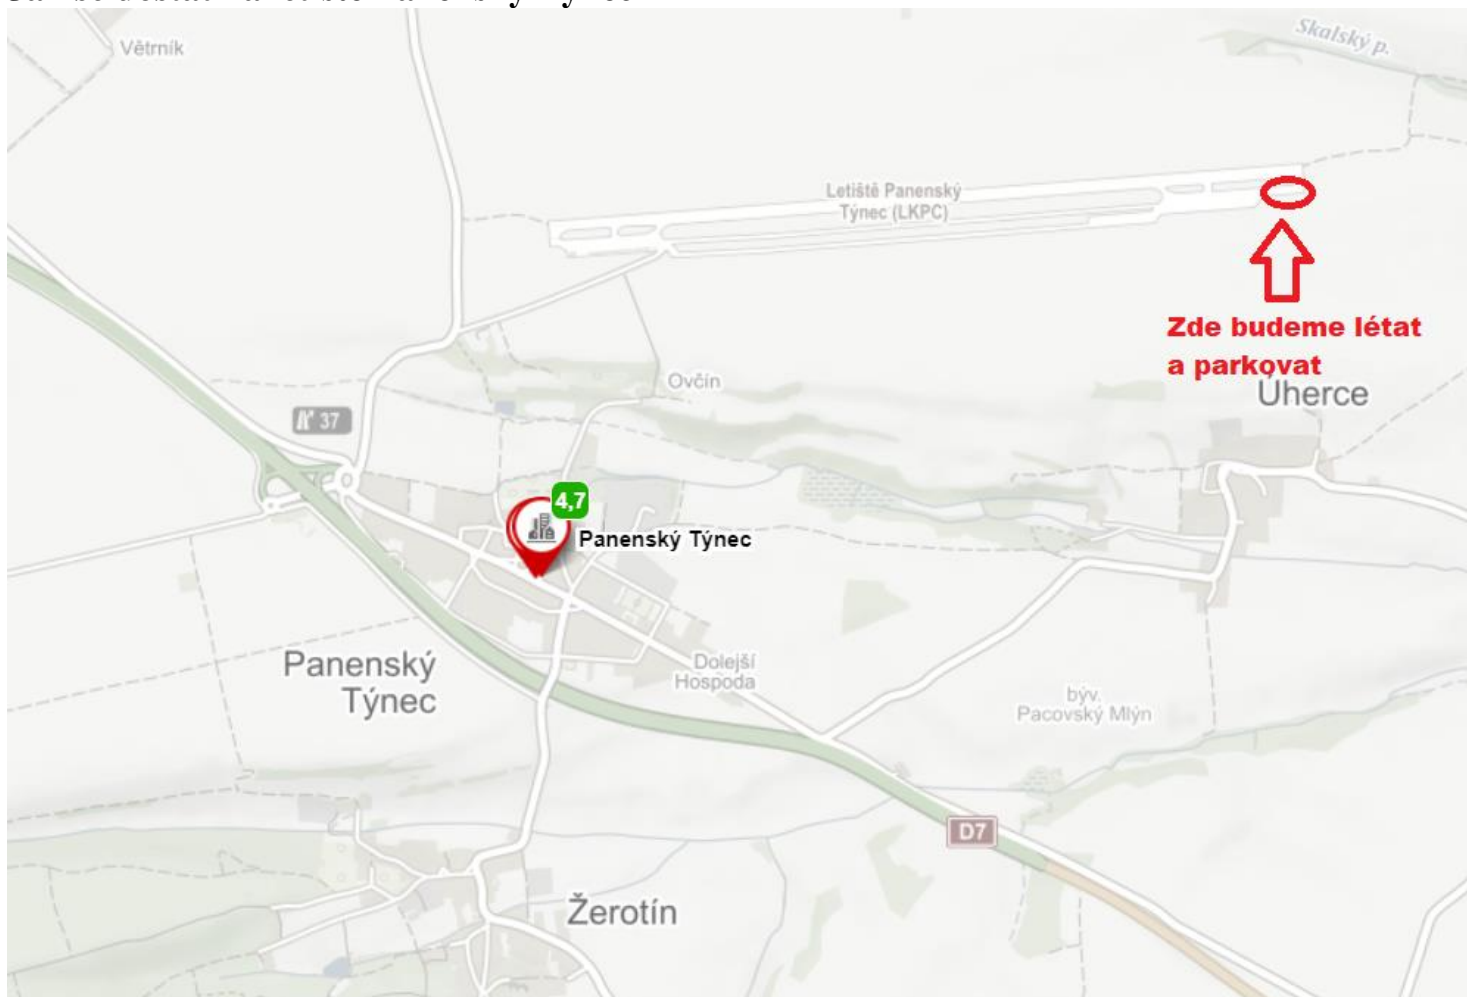 Větrník
Skalský p.
Letiště Panenský
Týnec (LKPC)
Zde budeme létat
a parkovat
Úherce
Ovčín
37
4,7
Panenský Týnec
Panenský
Týnec
Dolejší
Hospoda
býv.
Pacovský Mlýn
D7
Žerotín